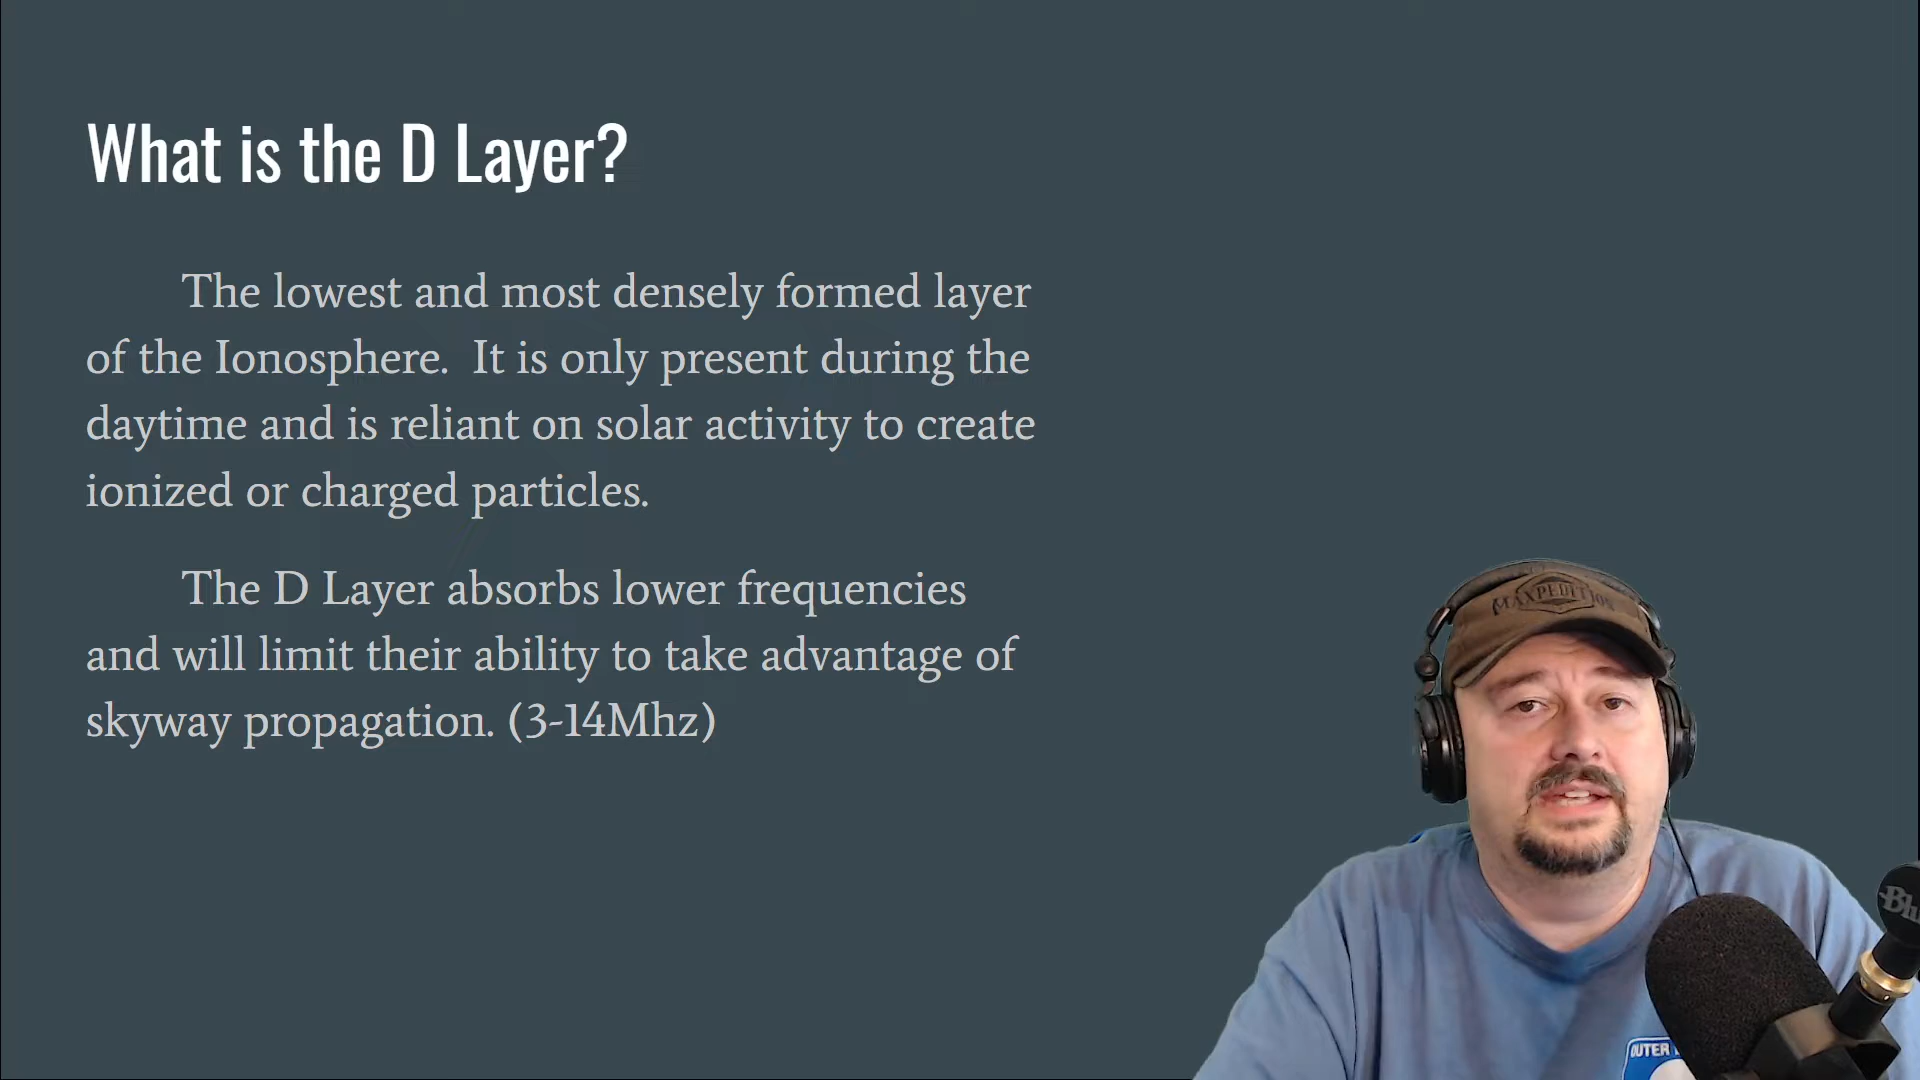 What is the D Layer?
The lowest and most densely formed layer
of the Ionosphere. It is only present during the
daytime and is reliant on solar activity to create
ionized or charged particles.
The D Layer absorbs lower frequencies
and will limit their ability to take advantage of
skyway propagation. (3-14Mhz)
MAXPEDITION
OUTER